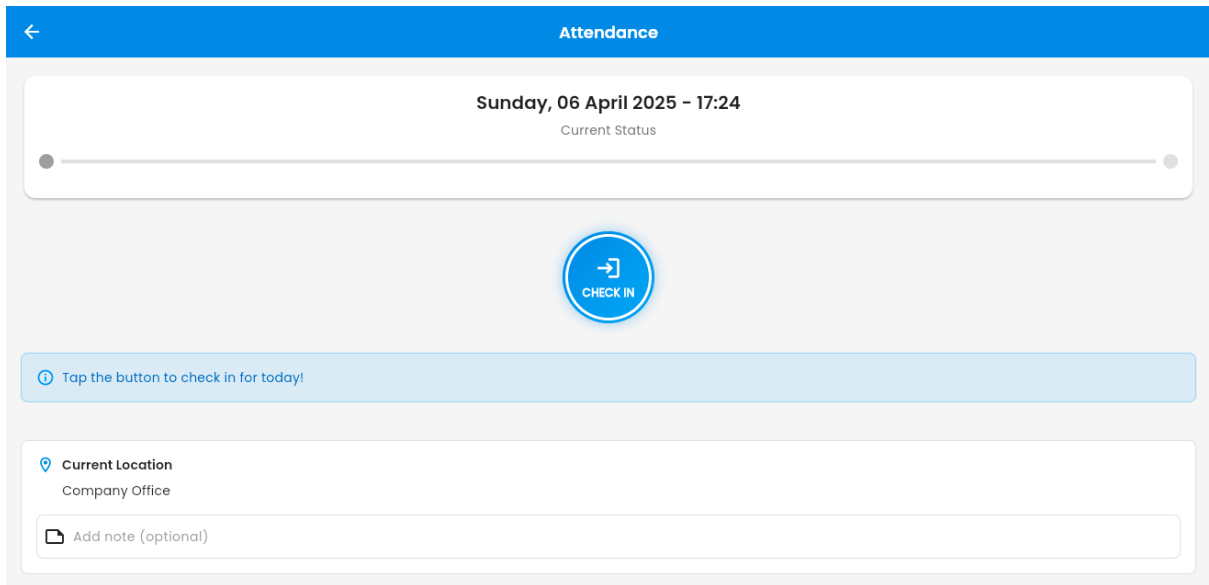 Attendance
Sunday, 06 April 2025 - 17:24
Current Status
CHECK IN
Tap the button to check in for today!
Current Location
Company Office
Add note (optional)